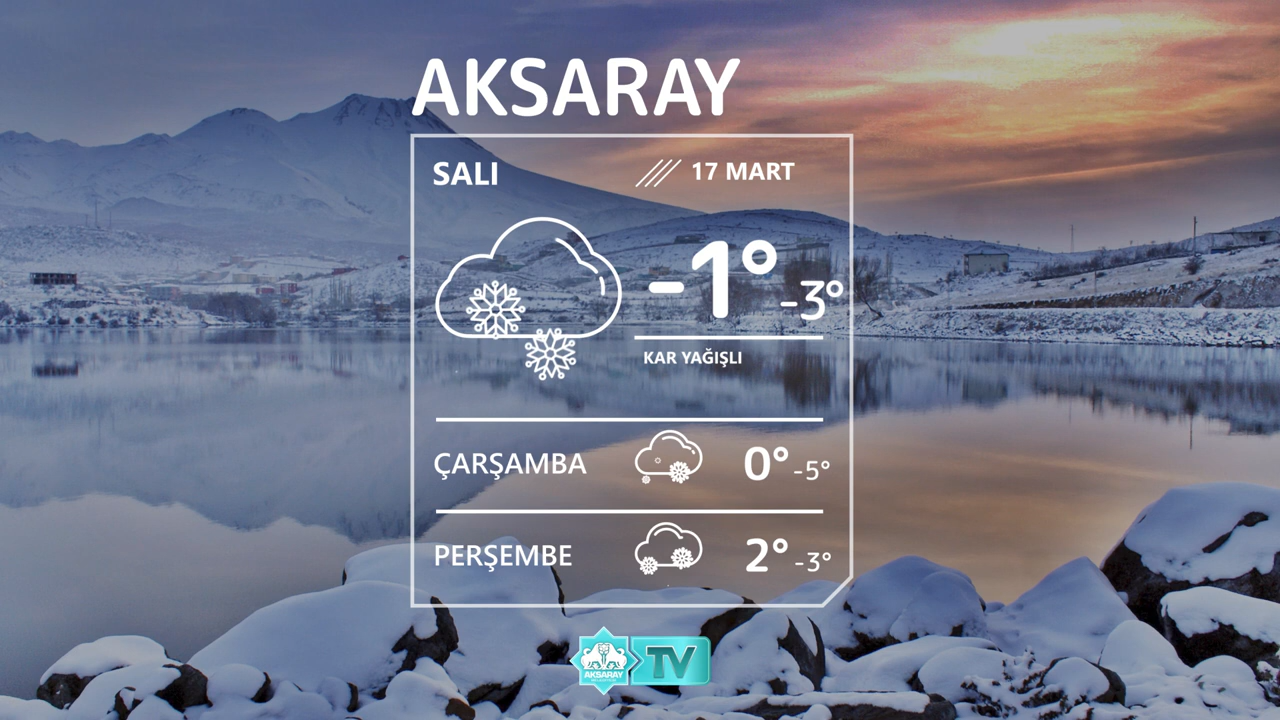 AKSARAY
SALI
17 MART
-1° -3°
KAR YAĞIŞLI
ÇARŞAMBA 0° -5°
PERŞEMBE 2° -3°
AKSARAY
TV